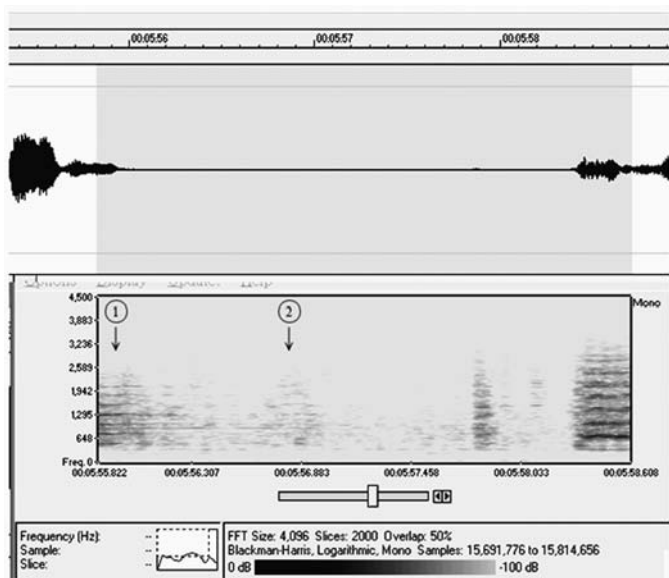 00:05:56 00:05:57 00:05:58
Options Display Update! Help
4,500
3,883
3,236
2,589
1,942
1,295
648
Freq. 0
1 2
Mono
00:05:55.822 00:05:56.307 00:05:56.883 00:05:57.458 00:05:58.033 00:05:58.608
Frequency (Hz): --
Sample: --
Slice: --
FFT Size: 4,096 Slices: 2000 Overlap: 50%
Blackman-Harris, Logarithmic, Mono Samples: 15,691,776 to 15,814,656
0 dB -100 dB